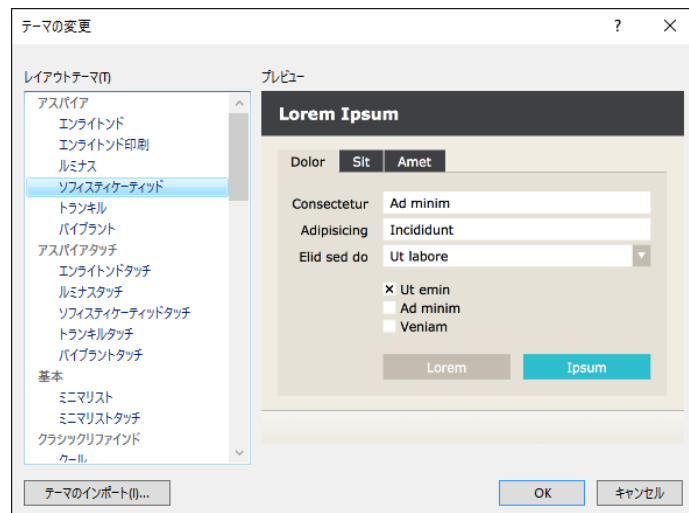 テーマの変更
?
レイアウトテーマ(T)
アスパイア
エンライトンド
エンライトンド印刷
ルミナス
ソフィスティケーティッド
トランキル
バイブラント
アスパイアタッチ
エンライトンドタッチ
ルミナスタッチ
ソフィスティケーティッドタッチ
トランキルタッチ
バイブラントタッチ
基本
ミニマリスト
ミニマリストタッチ
クラシックリファインド
クール
プレビュー
Lorem Ipsum
Dolor Sit Amet
Consectetur Ad minim
Adipisicing Incididunt
Elid sed do Ut labore
Ut emin
Ad minim
Veniam
Lorem Ipsum
テーマのインポート(I)...
OK キャンセル